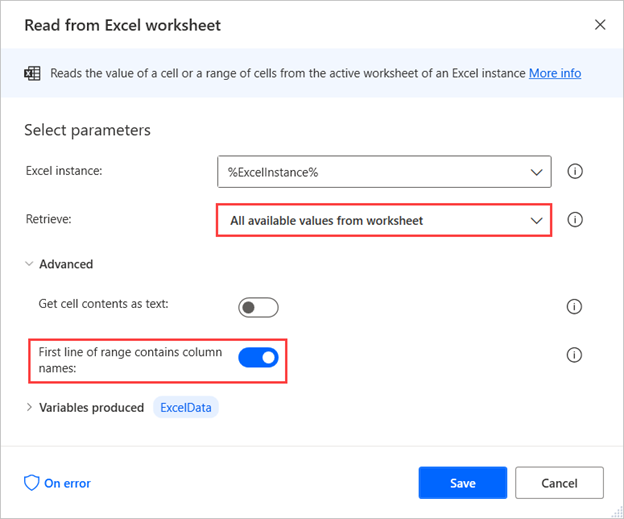 Read from Excel worksheet
Reads the value of a cell or a range of cells from the active worksheet of an Excel instance More info
Select parameters
Excel instance:
%ExcelInstance%
Retrieve:
All available values from worksheet
Advanced
Get cell contents as text:
First line of range contains column
names:
Variables produced ExcelData
On error
Save
Cancel